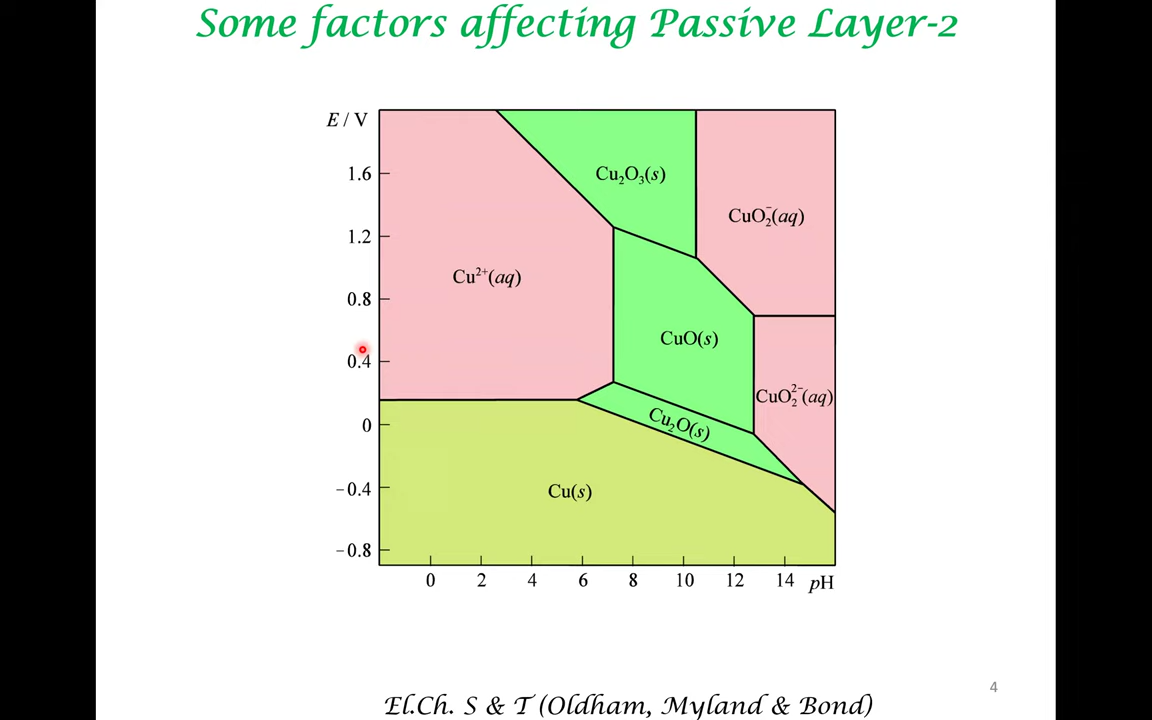 Some factors affecting Passive Layer-2
E / V
1.6
1.2
0.8
0.4
0
−0.4
−0.8
Cu₂O₃(s)
CuO₂⁻(aq)
Cu²⁺(aq)
CuO(s)
CuO₂²⁻(aq)
Cu₂O(s)
Cu(s)
0 2 4 6 8 10 12 14 pH
4
El.Ch. S & T (Oldham, Myland & Bond)